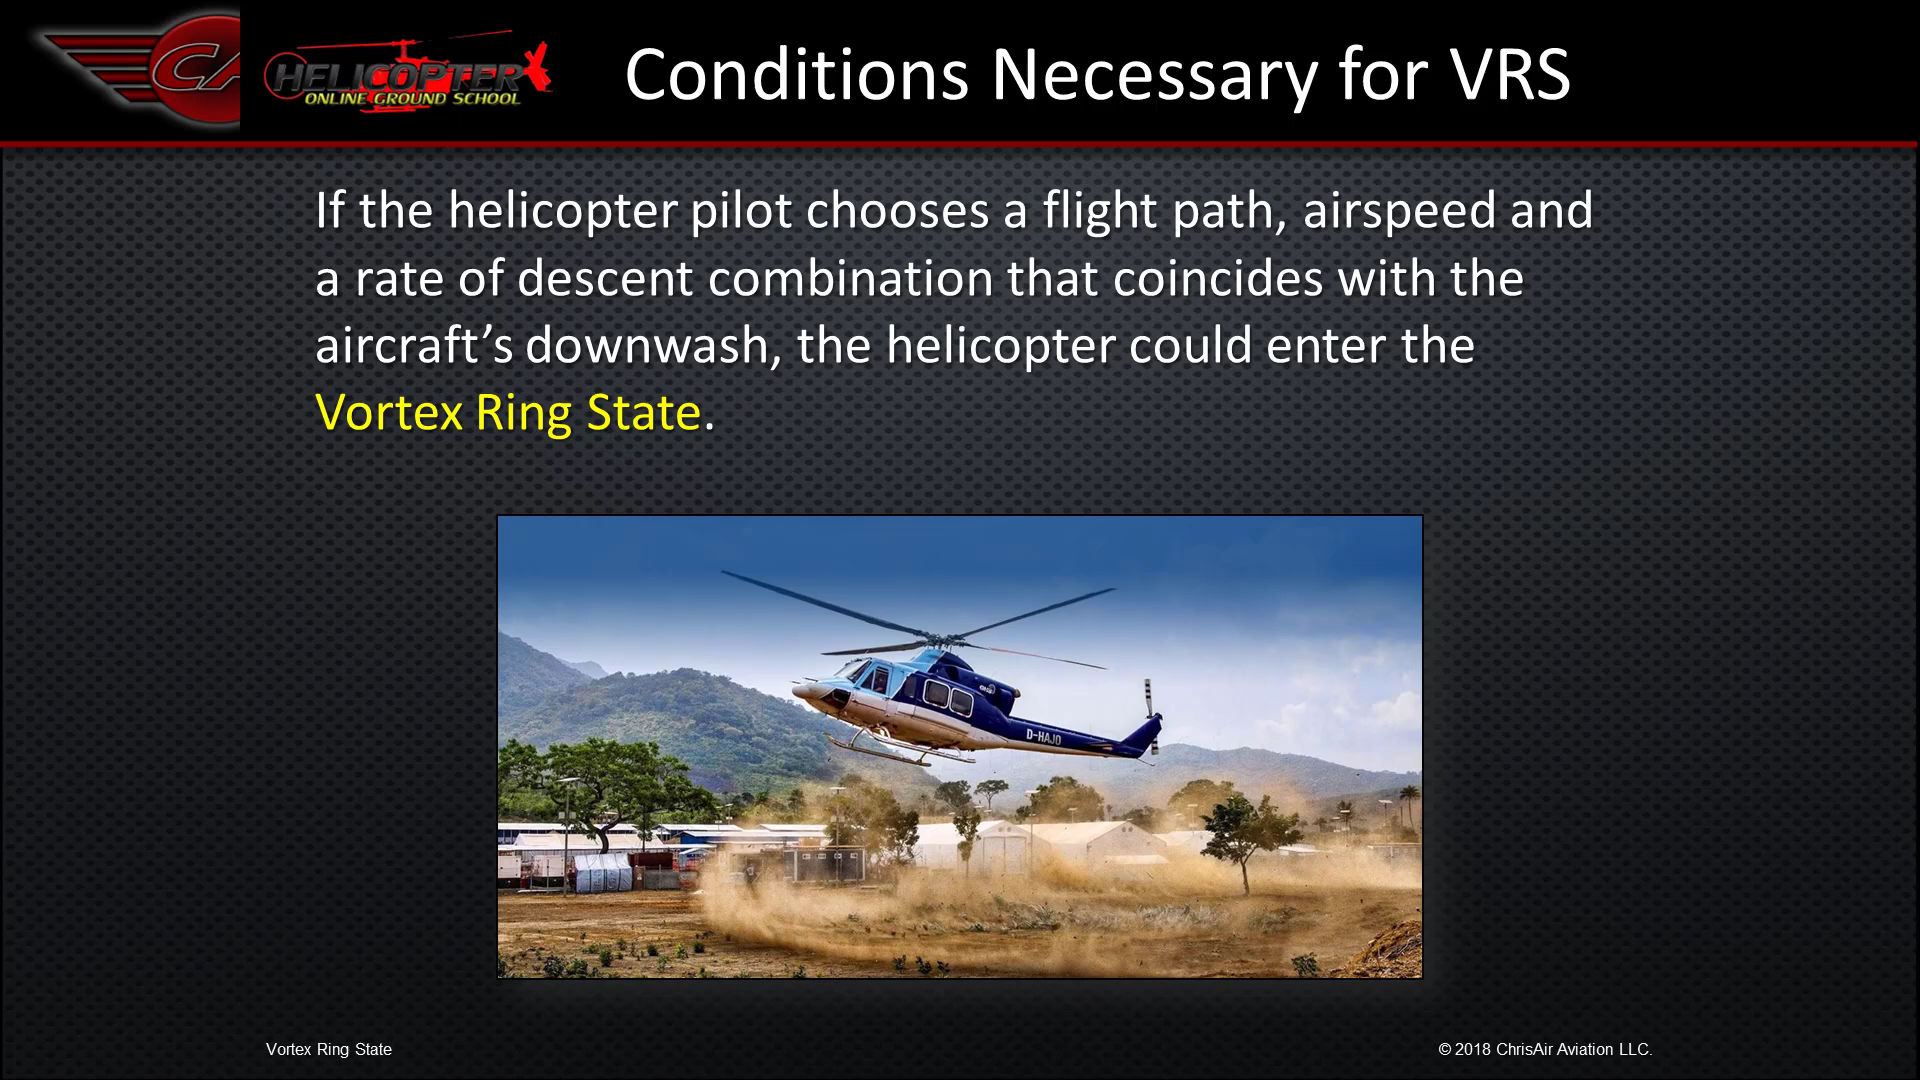 CA
HELICOPTER
ONLINE GROUND SCHOOL
Conditions Necessary for VRS
If the helicopter pilot chooses a flight path, airspeed and
a rate of descent combination that coincides with the
aircraft’s downwash, the helicopter could enter the
Vortex Ring State.
D-HAJO
Vortex Ring State
© 2018 ChrisAir Aviation LLC.